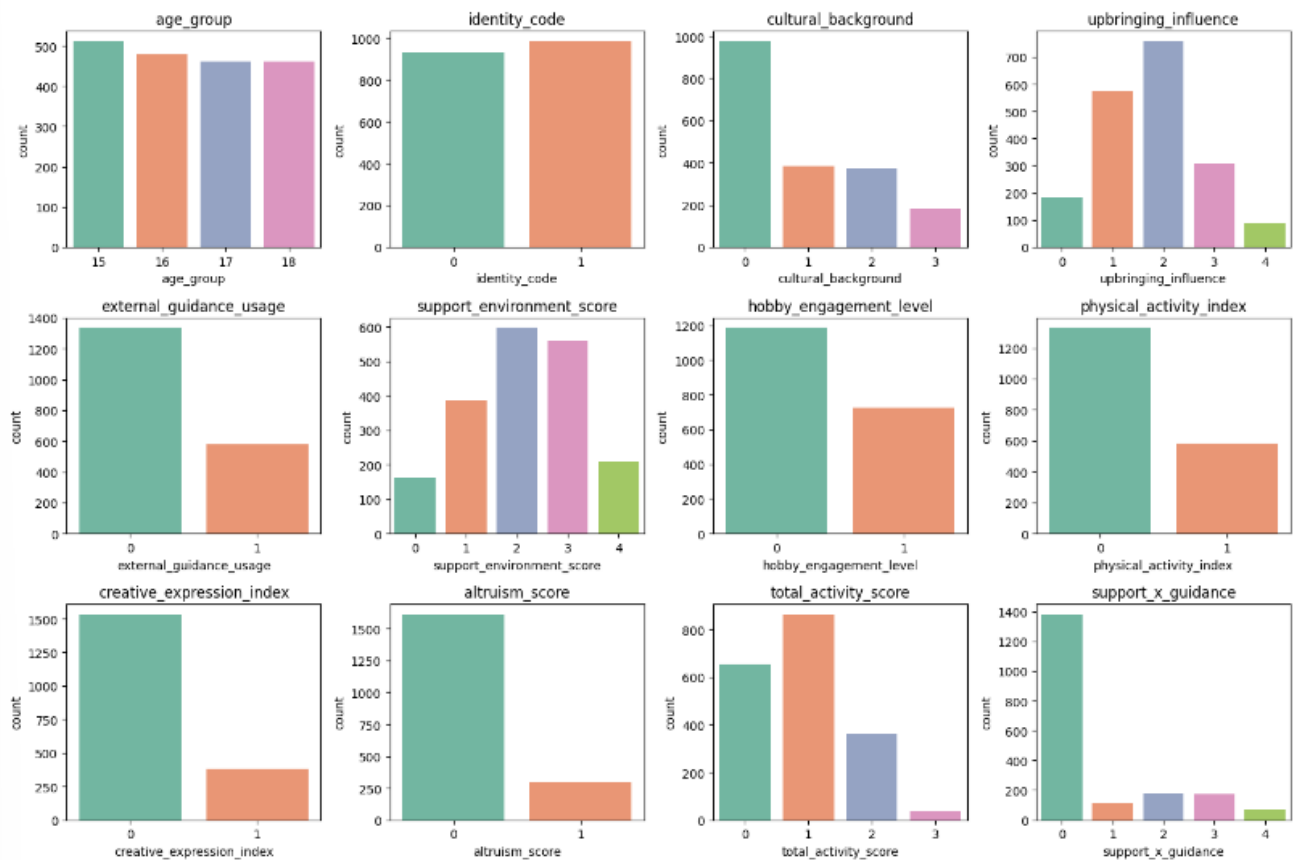 age_group
identity_code
cultural_background
upbringing_influence
count
500
400
300
200
100
0
15 16 17 18
age_group
count
1000
800
600
400
200
0
0 1
identity_code
count
1000
800
600
400
200
0
0 1 2 3
cultural_background
count
700
600
500
400
300
200
100
0
0 1 2 3 4
upbringing_influence
external_guidance_usage
support_environment_score
hobby_engagement_level
physical_activity_index
count
1400
1200
1000
800
600
400
200
0
0 1
external_guidance_usage
count
600
500
400
300
200
100
0
0 1 2 3 4
support_environment_score
count
1200
1000
800
600
400
200
0
0 1
hobby_engagement_level
count
1200
1000
800
600
400
200
0
0 1
physical_activity_index
creative_expression_index
altruism_score
total_activity_score
support_x_guidance
count
1500
1250
1000
750
500
250
0
0 1
creative_expression_index
count
1500
1250
1000
750
500
250
0
0 1
altruism_score
count
800
600
400
200
0
0 1 2 3
total_activity_score
count
1400
1200
1000
800
600
400
200
0
0 1 2 3 4
support_x_guidance